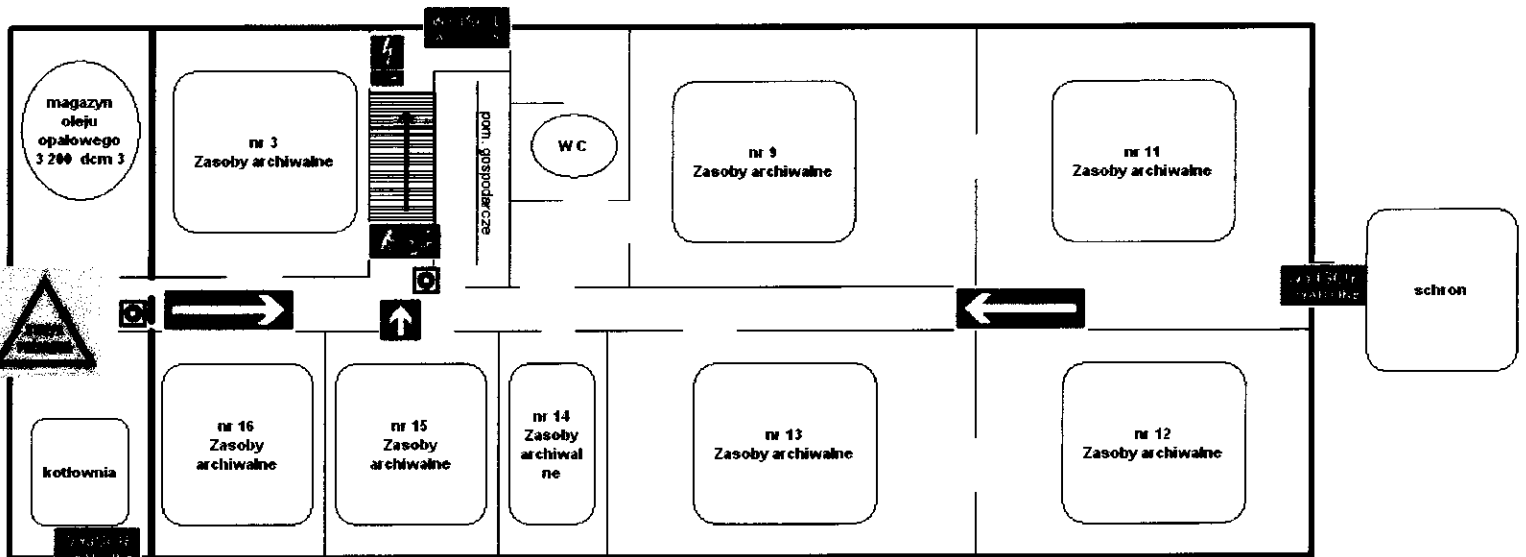 magazyn
oleju
opałowego
3 200 dcm 3
nr 3
Zasoby archiwalne
pom. gospodarcze
WC
nr 9
Zasoby archiwalne
nr 11
Zasoby archiwalne
schron
kotłownia
nr 16
Zasoby
archiwalne
nr 15
Zasoby
archiwalne
nr 14
Zasoby
archiwal
ne
nr 13
Zasoby archiwalne
nr 12
Zasoby archiwalne